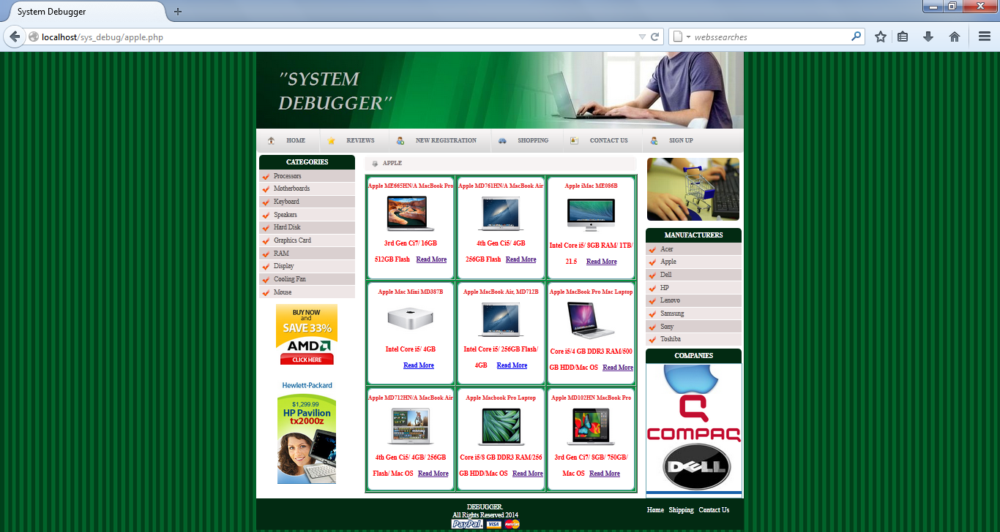 System Debugger
localhost/sys_debug/apple.php
webssearches
"SYSTEM
DEBUGGER"
HOME
REVIEWS
NEW REGISTRATION
SHOPPING
CONTACT US
SIGN UP
CATEGORIES
Processors
Motherboards
Keyboard
Speakers
Hard Disk
Graphics Card
RAM
Display
Cooling Fan
Mouse
BUY NOW
and
SAVE 33%
AMD
CLICK HERE
Hewlett-Packard
$1,299.99
HP Pavilion
tx2000z
APPLE
Apple ME665HN/A MacBook Pro
3rd Gen Ci7/ 16GB
512GB Flash Read More
Apple MD761HN/A MacBook Air
4th Gen Ci5/ 4GB
256GB Flash Read More
Apple iMac ME086B
Intel Core i5/ 8GB RAM/ 1TB/
21.5 Read More
Apple Mac Mini MD387B
Intel Core i5/ 4GB
Read More
Apple MacBook Air, MD712B
Intel Core i5/ 256GB Flash/
4GB Read More
Apple MacBook Pro Mac Laptop
Core i5/4 GB DDR3 RAM/500
GB HDD/Mac OS Read More
Apple MD712HN/A MacBook Air
4th Gen Ci5/ 4GB/ 256GB
Flash/ Mac OS Read More
Apple Macbook Pro Laptop
Core i5/8 GB DDR3 RAM/256
GB HDD/Mac OS Read More
Apple MD102HN MacBook Pro
3rd Gen Ci7/ 8GB/ 750GB/
Mac OS Read More
MANUFACTURERS
Acer
Apple
Dell
HP
Lenovo
Samsung
Sony
Toshiba
COMPANIES
COMPAQ
DELL
DEBUGGER.
All Rights Reserved 2014
PayPal VISA MasterCard
Home Shipping Contact Us